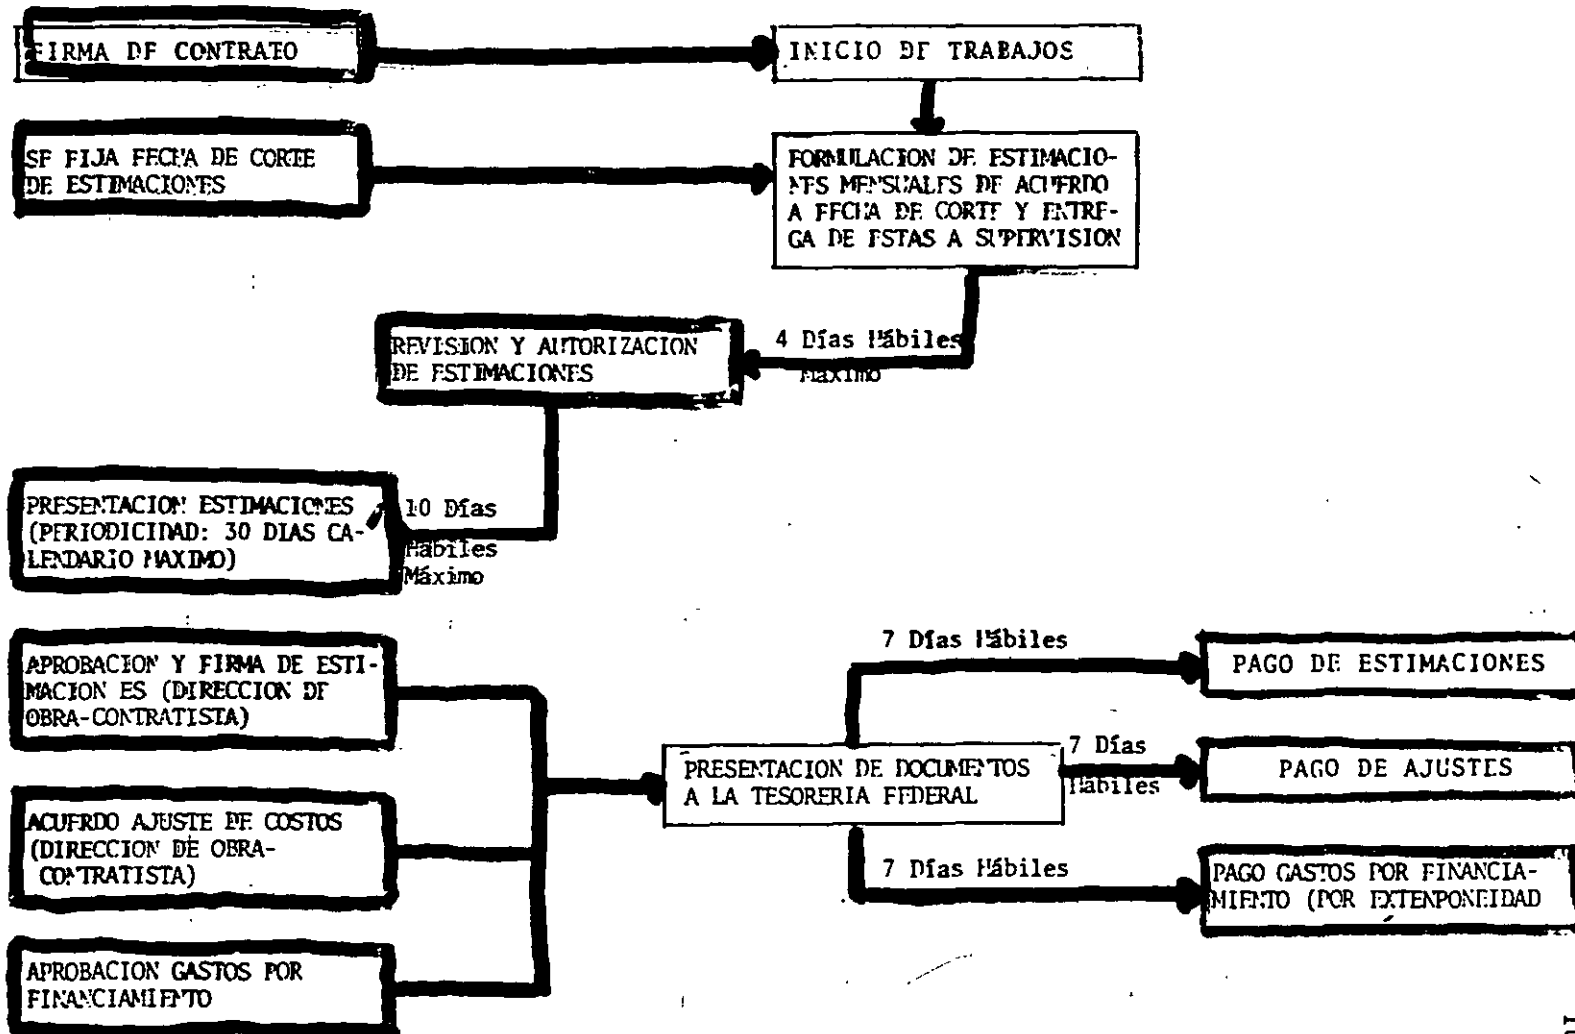 FIRMA DE CONTRATO
INICIO DE TRABAJOS
SE FIJA FECHA DE CORTE
DE ESTIMACIONES
FORMULACION DE ESTIMACIO-
NES MENSUALES DE ACUERDO
A FECHA DE CORTE Y ENTRE-
GA DE ESTAS A SUPERVISION
REVISION Y AUTORIZACION
DE ESTIMACIONES
4 Días Hábiles
Máximo
PRESENTACION ESTIMACIONES
(PERIODICIDAD: 30 DIAS CA-
LENDARIO MAXIMO)
10 Días
Hábiles
Máximo
APROBACION Y FIRMA DE ESTI-
MACION ES (DIRECCION DE
OBRA-CONTRATISTA)
ACUERDO AJUSTE DE COSTOS
(DIRECCION DE OBRA-
CONTRATISTA)
APROBACION GASTOS POR
FINANCIAMIENTO
PRESENTACION DE DOCUMENTOS
A LA TESORERIA FEDERAL
7 Días Hábiles
PAGO DE ESTIMACIONES
7 Días
Hábiles
PAGO DE AJUSTES
7 Días Hábiles
PAGO GASTOS POR FINANCIA-
MIENTO (POR EXTENPONEIDAD